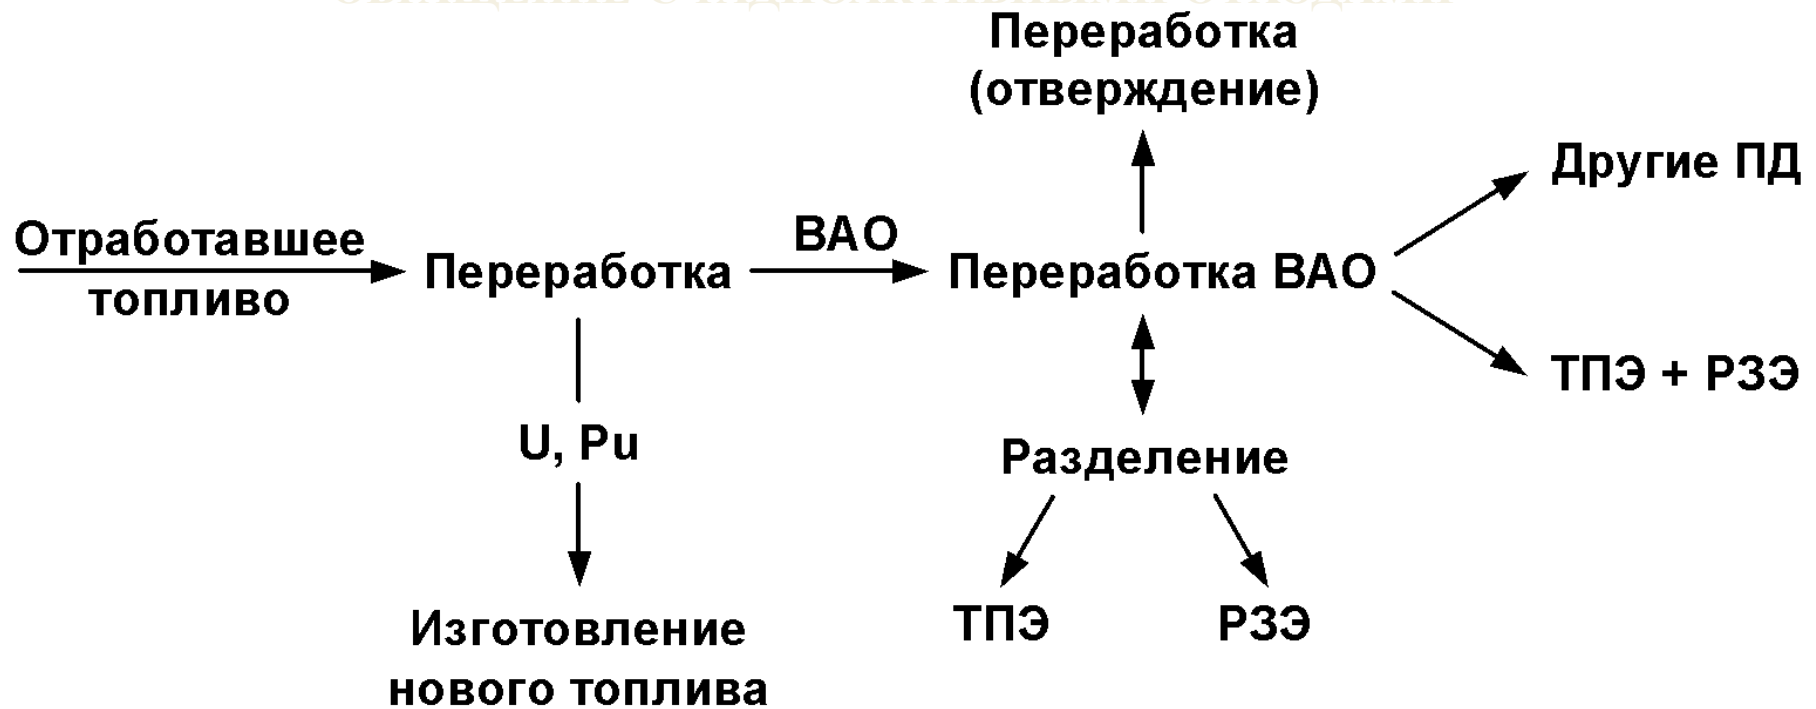 Переработка
(отверждение)
Другие ПД
Отработавшее
топливо
Переработка
ВАО
Переработка ВАО
ТПЭ + РЗЭ
U, Pu
Разделение
Изготовление
нового топлива
ТПЭ
РЗЭ